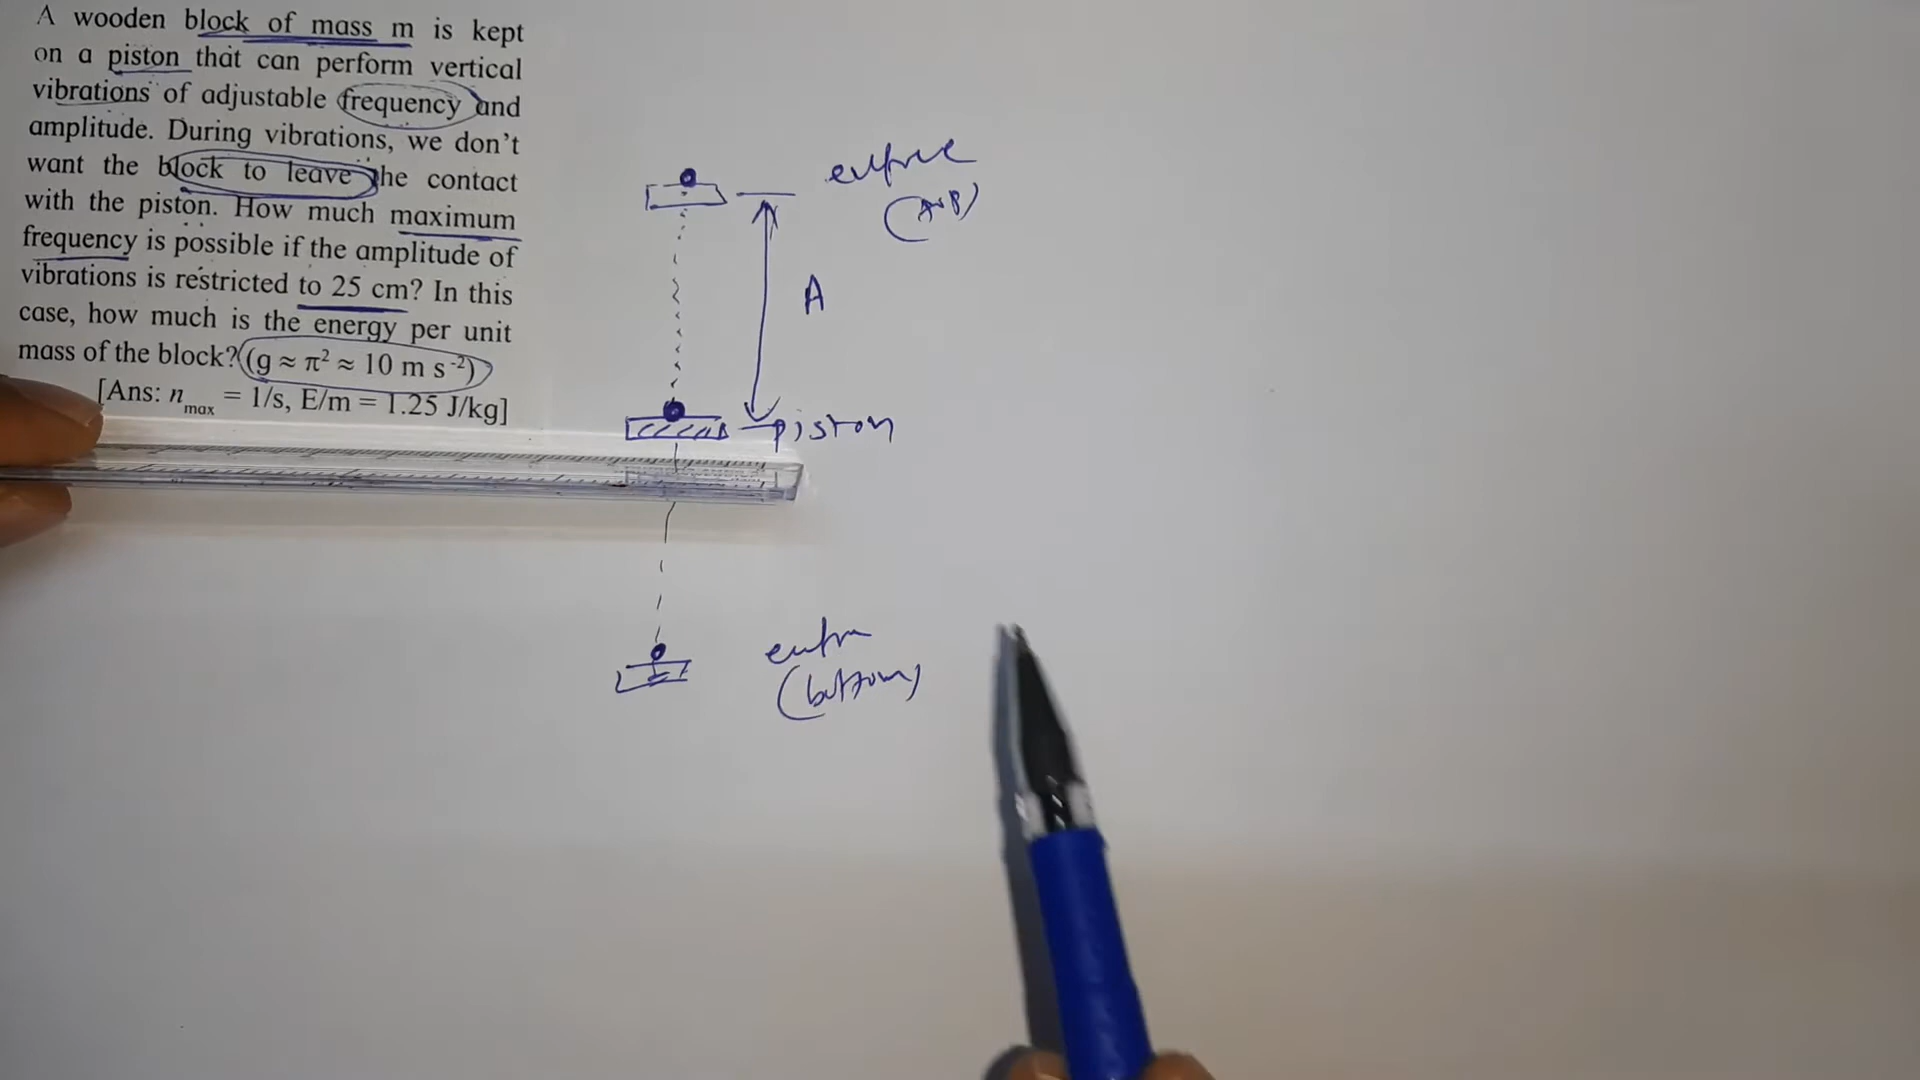 A wooden block of mass m is kept
on a piston that can perform vertical
vibrations of adjustable frequency and
amplitude. During vibrations, we don't
want the block to leave the contact
with the piston. How much maximum
frequency is possible if the amplitude of
vibrations is restricted to 25 cm? In this
case, how much is the energy per unit
mass of the block? (g ≈ π² ≈ 10 m s⁻²)
[Ans: n_max = 1/s, E/m = 1.25 J/kg]
A
piston
(bottom)